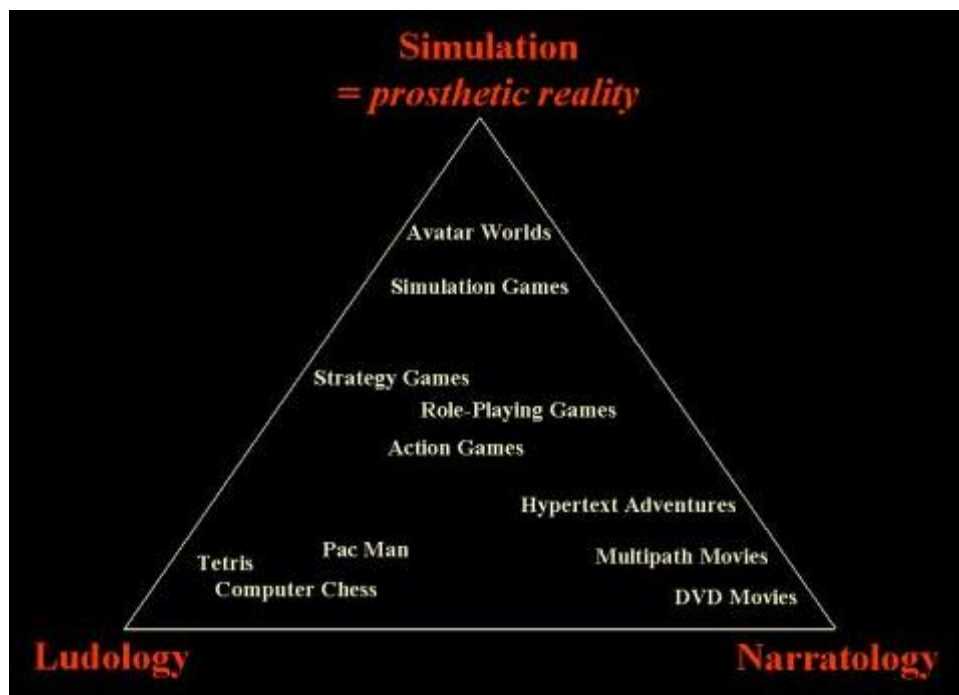 Simulation
= prosthetic reality
Avatar Worlds
Simulation Games
Strategy Games
Role-Playing Games
Action Games
Hypertext Adventures
Pac Man
Multipath Movies
Tetris
Computer Chess
DVD Movies
Ludology
Narratology